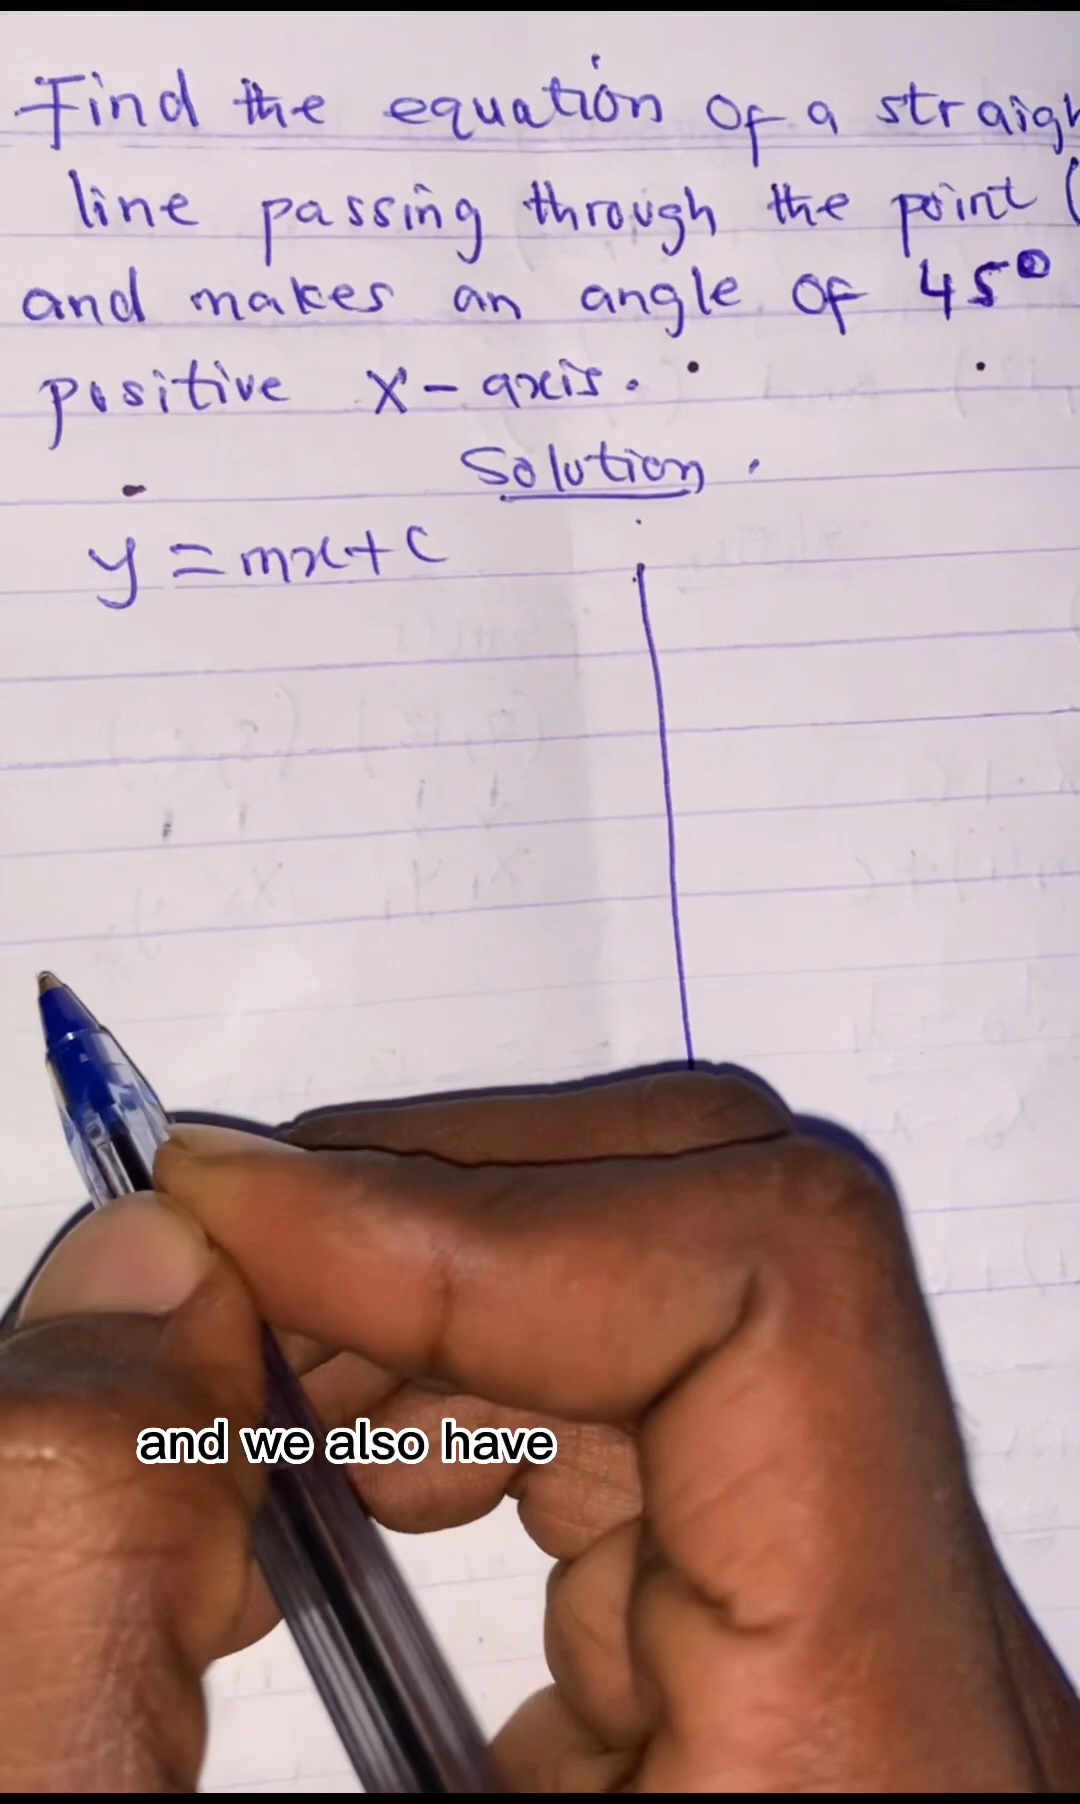 Find the equation of a straigh
line passing through the point (
and makes an angle of 45°
positive x-axis.
Solution.
y = mx + c
and we also have